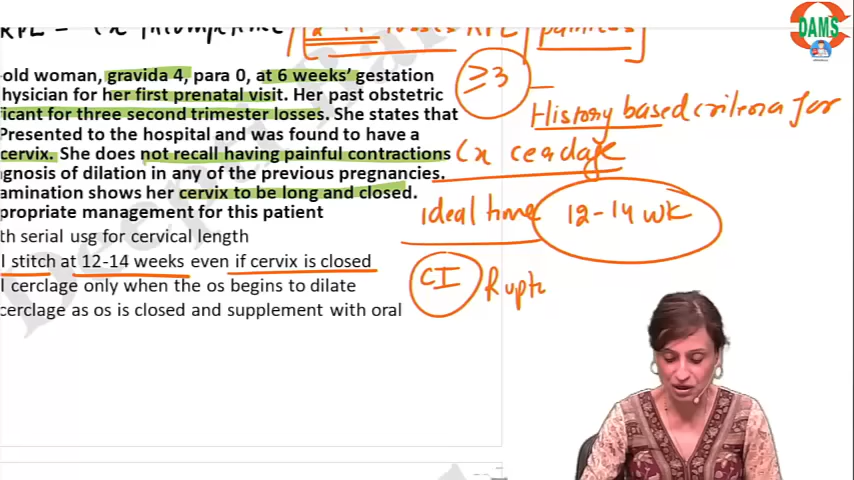 RPL =
DAMS
-old woman, gravida 4, para 0, at 6 weeks' gestation
hysician for her first prenatal visit. Her past obstetric
icant for three second trimester losses. She states that
Presented to the hospital and was found to have a
cervix. She does not recall having painful contractions
gnosis of dilation in any of the previous pregnancies.
amination shows her cervix to be long and closed.
propriate management for this patient
th serial usg for cervical length
l stitch at 12-14 weeks even if cervix is closed
l cerclage only when the os begins to dilate
cerclage as os is closed and supplement with oral
≥3
History based criteria for
Cx cerclage
ideal time 12-14 wk
CI Rupt